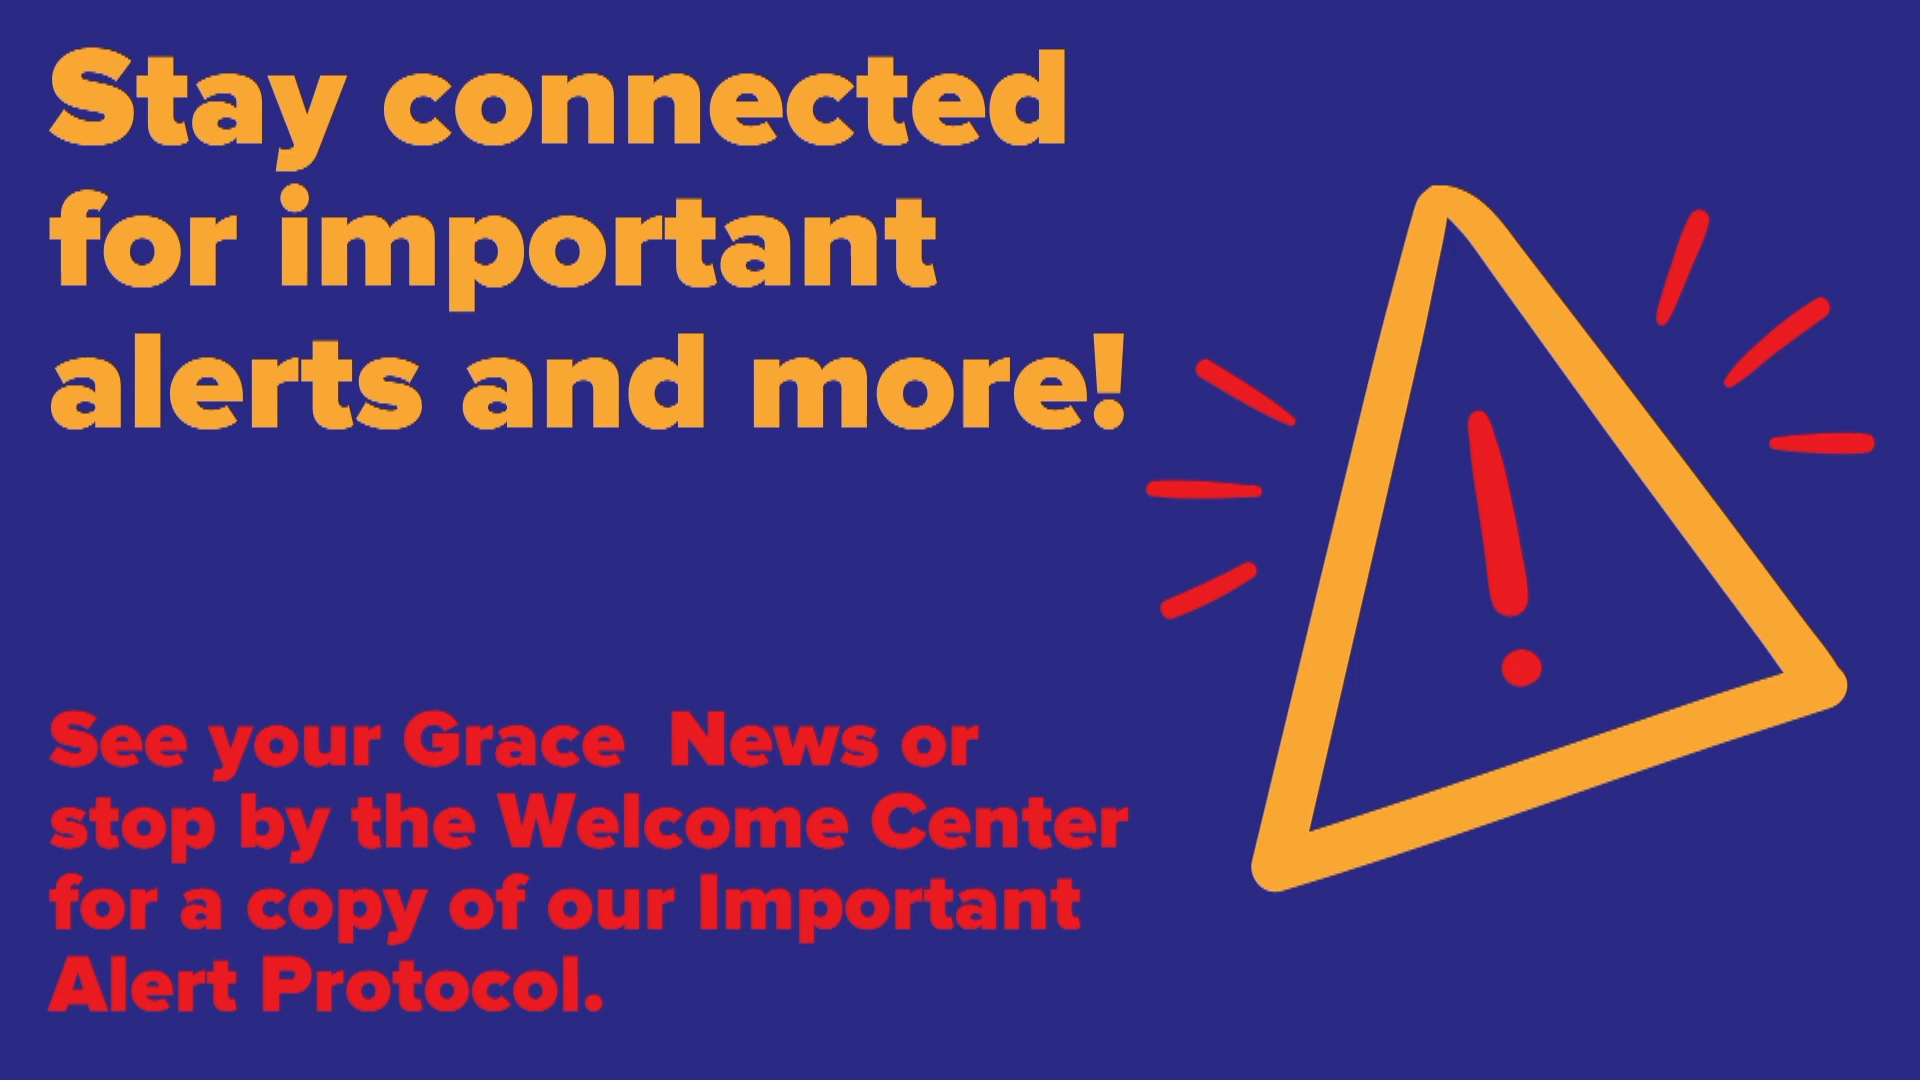 Stay connected
for important
alerts and more!
See your Grace  News or
stop by the Welcome Center
for a copy of our Important
Alert Protocol.